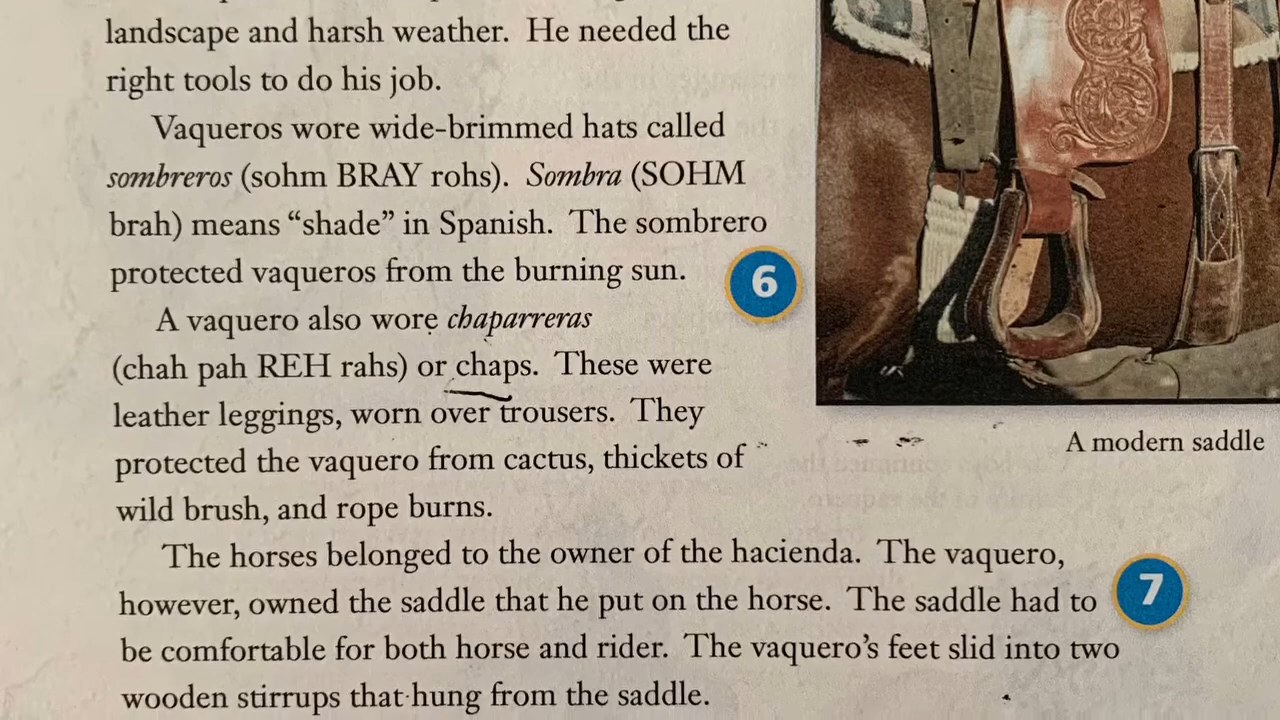 landscape and harsh weather. He needed the
right tools to do his job.
Vaqueros wore wide-brimmed hats called
sombreros (sohm BRAY rohs). Sombra (SOHM
brah) means “shade” in Spanish. The sombrero
protected vaqueros from the burning sun.
6
A vaquero also wore chaparreras
(chah pah REH rahs) or chaps. These were
leather leggings, worn over trousers. They
protected the vaquero from cactus, thickets of
wild brush, and rope burns.
A modern saddle
The horses belonged to the owner of the hacienda. The vaquero,
however, owned the saddle that he put on the horse. The saddle had to
be comfortable for both horse and rider. The vaquero’s feet slid into two
wooden stirrups that hung from the saddle.
7